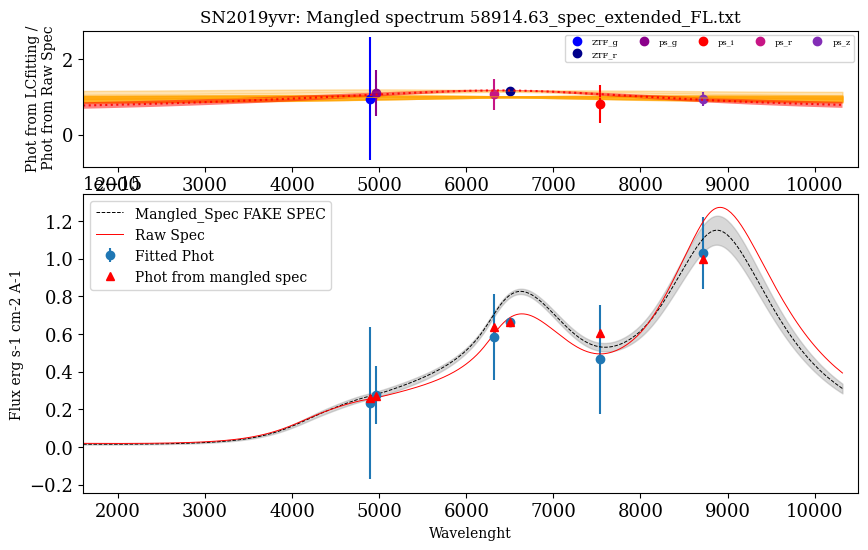 SN2019yvr: Mangled spectrum 58914.63_spec_extended_FL.txt
Phot from LCfitting /
Phot from Raw Spec
2
0
ZTF_g ps_g ps_i ps_r ps_z
ZTF_r
2000 3000 4000 5000 6000 7000 8000 9000 10000
1e−15
Flux erg s-1 cm-2 A-1
1.2
1.0
0.8
0.6
0.4
0.2
0.0
−0.2
Mangled_Spec FAKE SPEC
Raw Spec
Fitted Phot
Phot from mangled spec
2000 3000 4000 5000 6000 7000 8000 9000 10000
Wavelenght